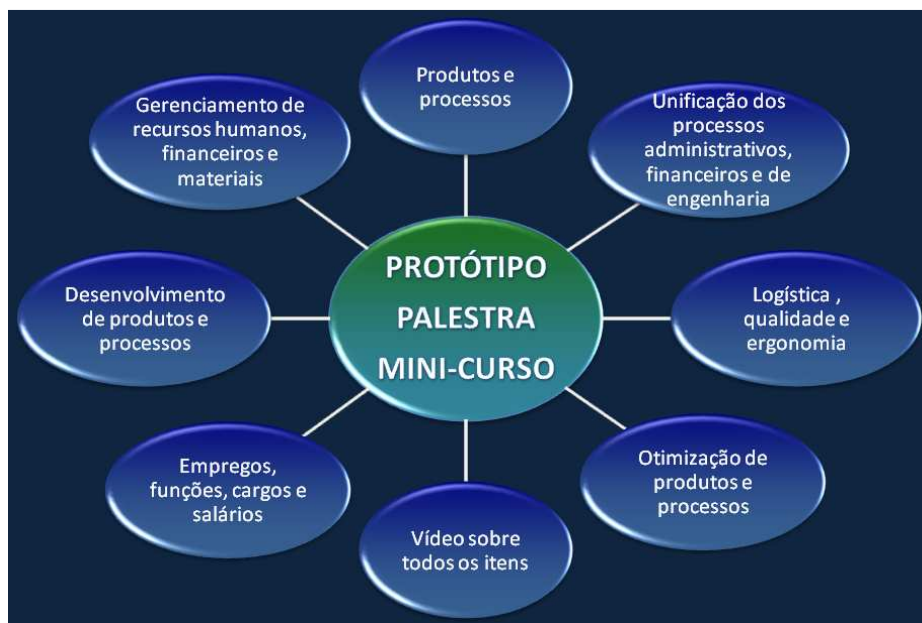 Produtos e
processos
Unificação dos
processos
administrativos,
financeiros e de
engenharia
Logística ,
qualidade e
ergonomia
Otimização de
produtos e
processos
Vídeo sobre
todos os itens
Empregos,
funções, cargos e
salários
Desenvolvimento
de produtos e
processos
Gerenciamento de
recursos humanos,
financeiros e
materiais
PROTÓTIPO
PALESTRA
MINI-CURSO